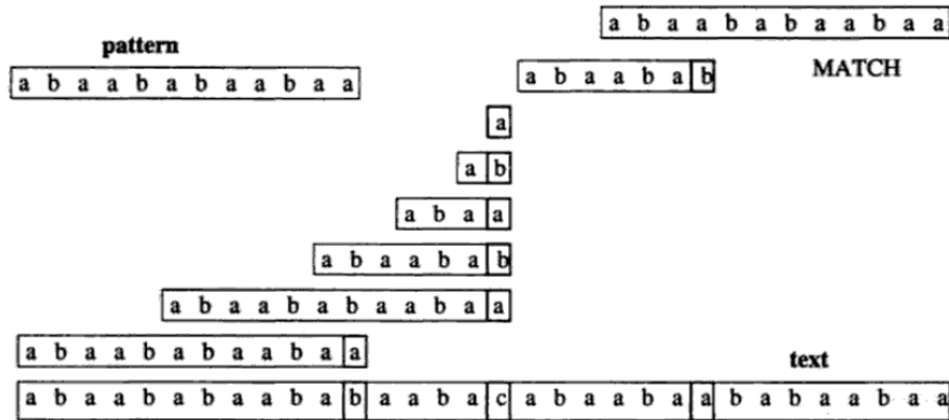 a b a a b a b a a b a a
pattern
a b a a b a b a a b a a
a b a a b a b
MATCH
a
a b
a b a a
a b a a b a b
a b a a b a b a a b a a
a b a a b a b a a b a a
text
a b a a b a b a a b a b a a b a c a b a a b a a b a b a a b a a